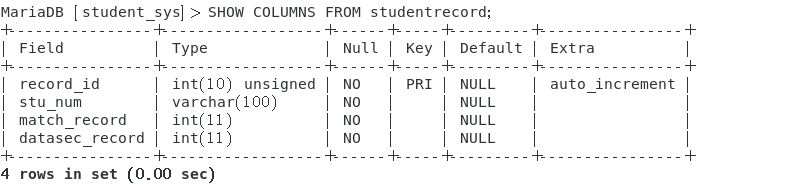 MariaDB [student_sys]> SHOW COLUMNS FROM studentrecord;
+----------------+------------------+------+-----+---------+----------------+
| Field          | Type             | Null | Key | Default | Extra          |
+----------------+------------------+------+-----+---------+----------------+
| record_id      | int(10) unsigned | NO   | PRI | NULL    | auto_increment |
| stu_num        | varchar(100)     | NO   |     | NULL    |                |
| match_record   | int(11)          | NO   |     | NULL    |                |
| datasec_record | int(11)          | NO   |     | NULL    |                |
+----------------+------------------+------+-----+---------+----------------+
4 rows in set (0.00 sec)